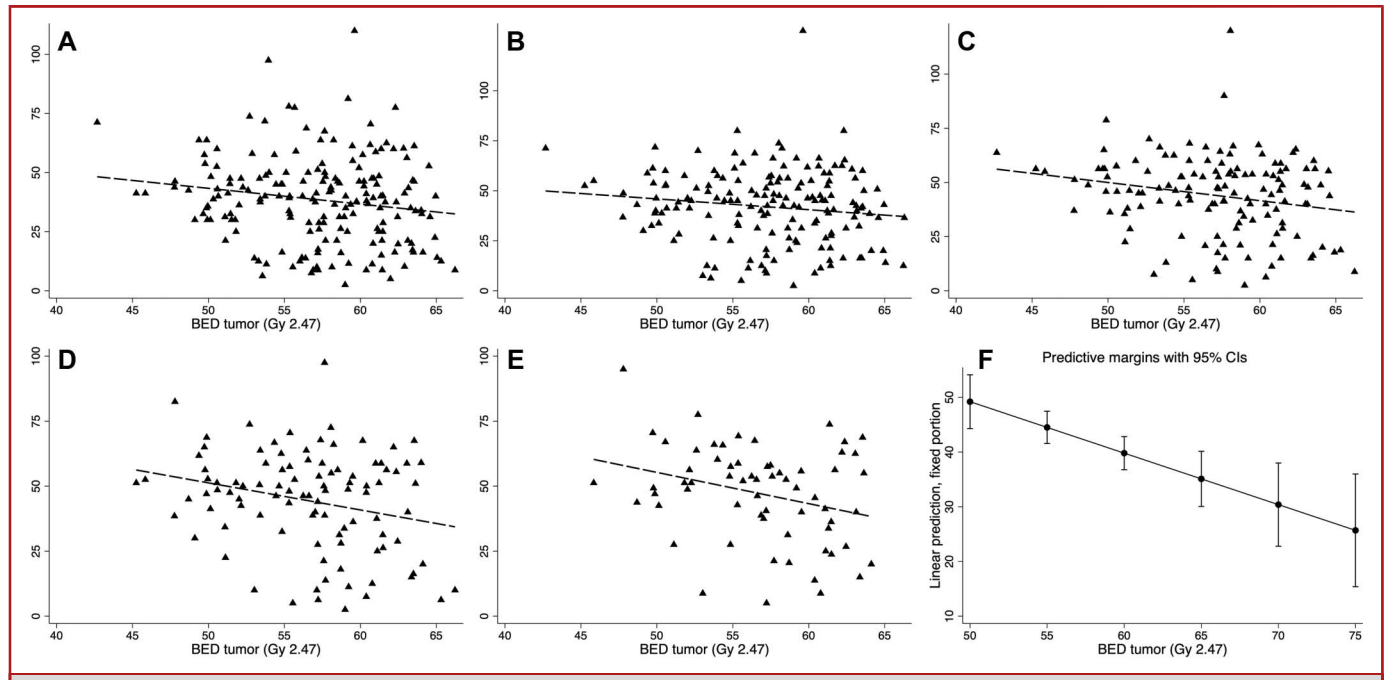 A
100
75
50
25
0
40 45 50 55 60 65
BED tumor (Gy 2.47)
B
100
75
50
25
0
40 45 50 55 60 65
BED tumor (Gy 2.47)
C
100
75
50
25
0
40 45 50 55 60 65
BED tumor (Gy 2.47)
D
100
75
50
25
0
40 45 50 55 60 65
BED tumor (Gy 2.47)
E
100
75
50
25
0
40 45 50 55 60 65
BED tumor (Gy 2.47)
F
Predictive margins with 95% CIs
Linear prediction, fixed portion
50
40
30
20
10
50 55 60 65 70 75
BED tumor (Gy 2.47)